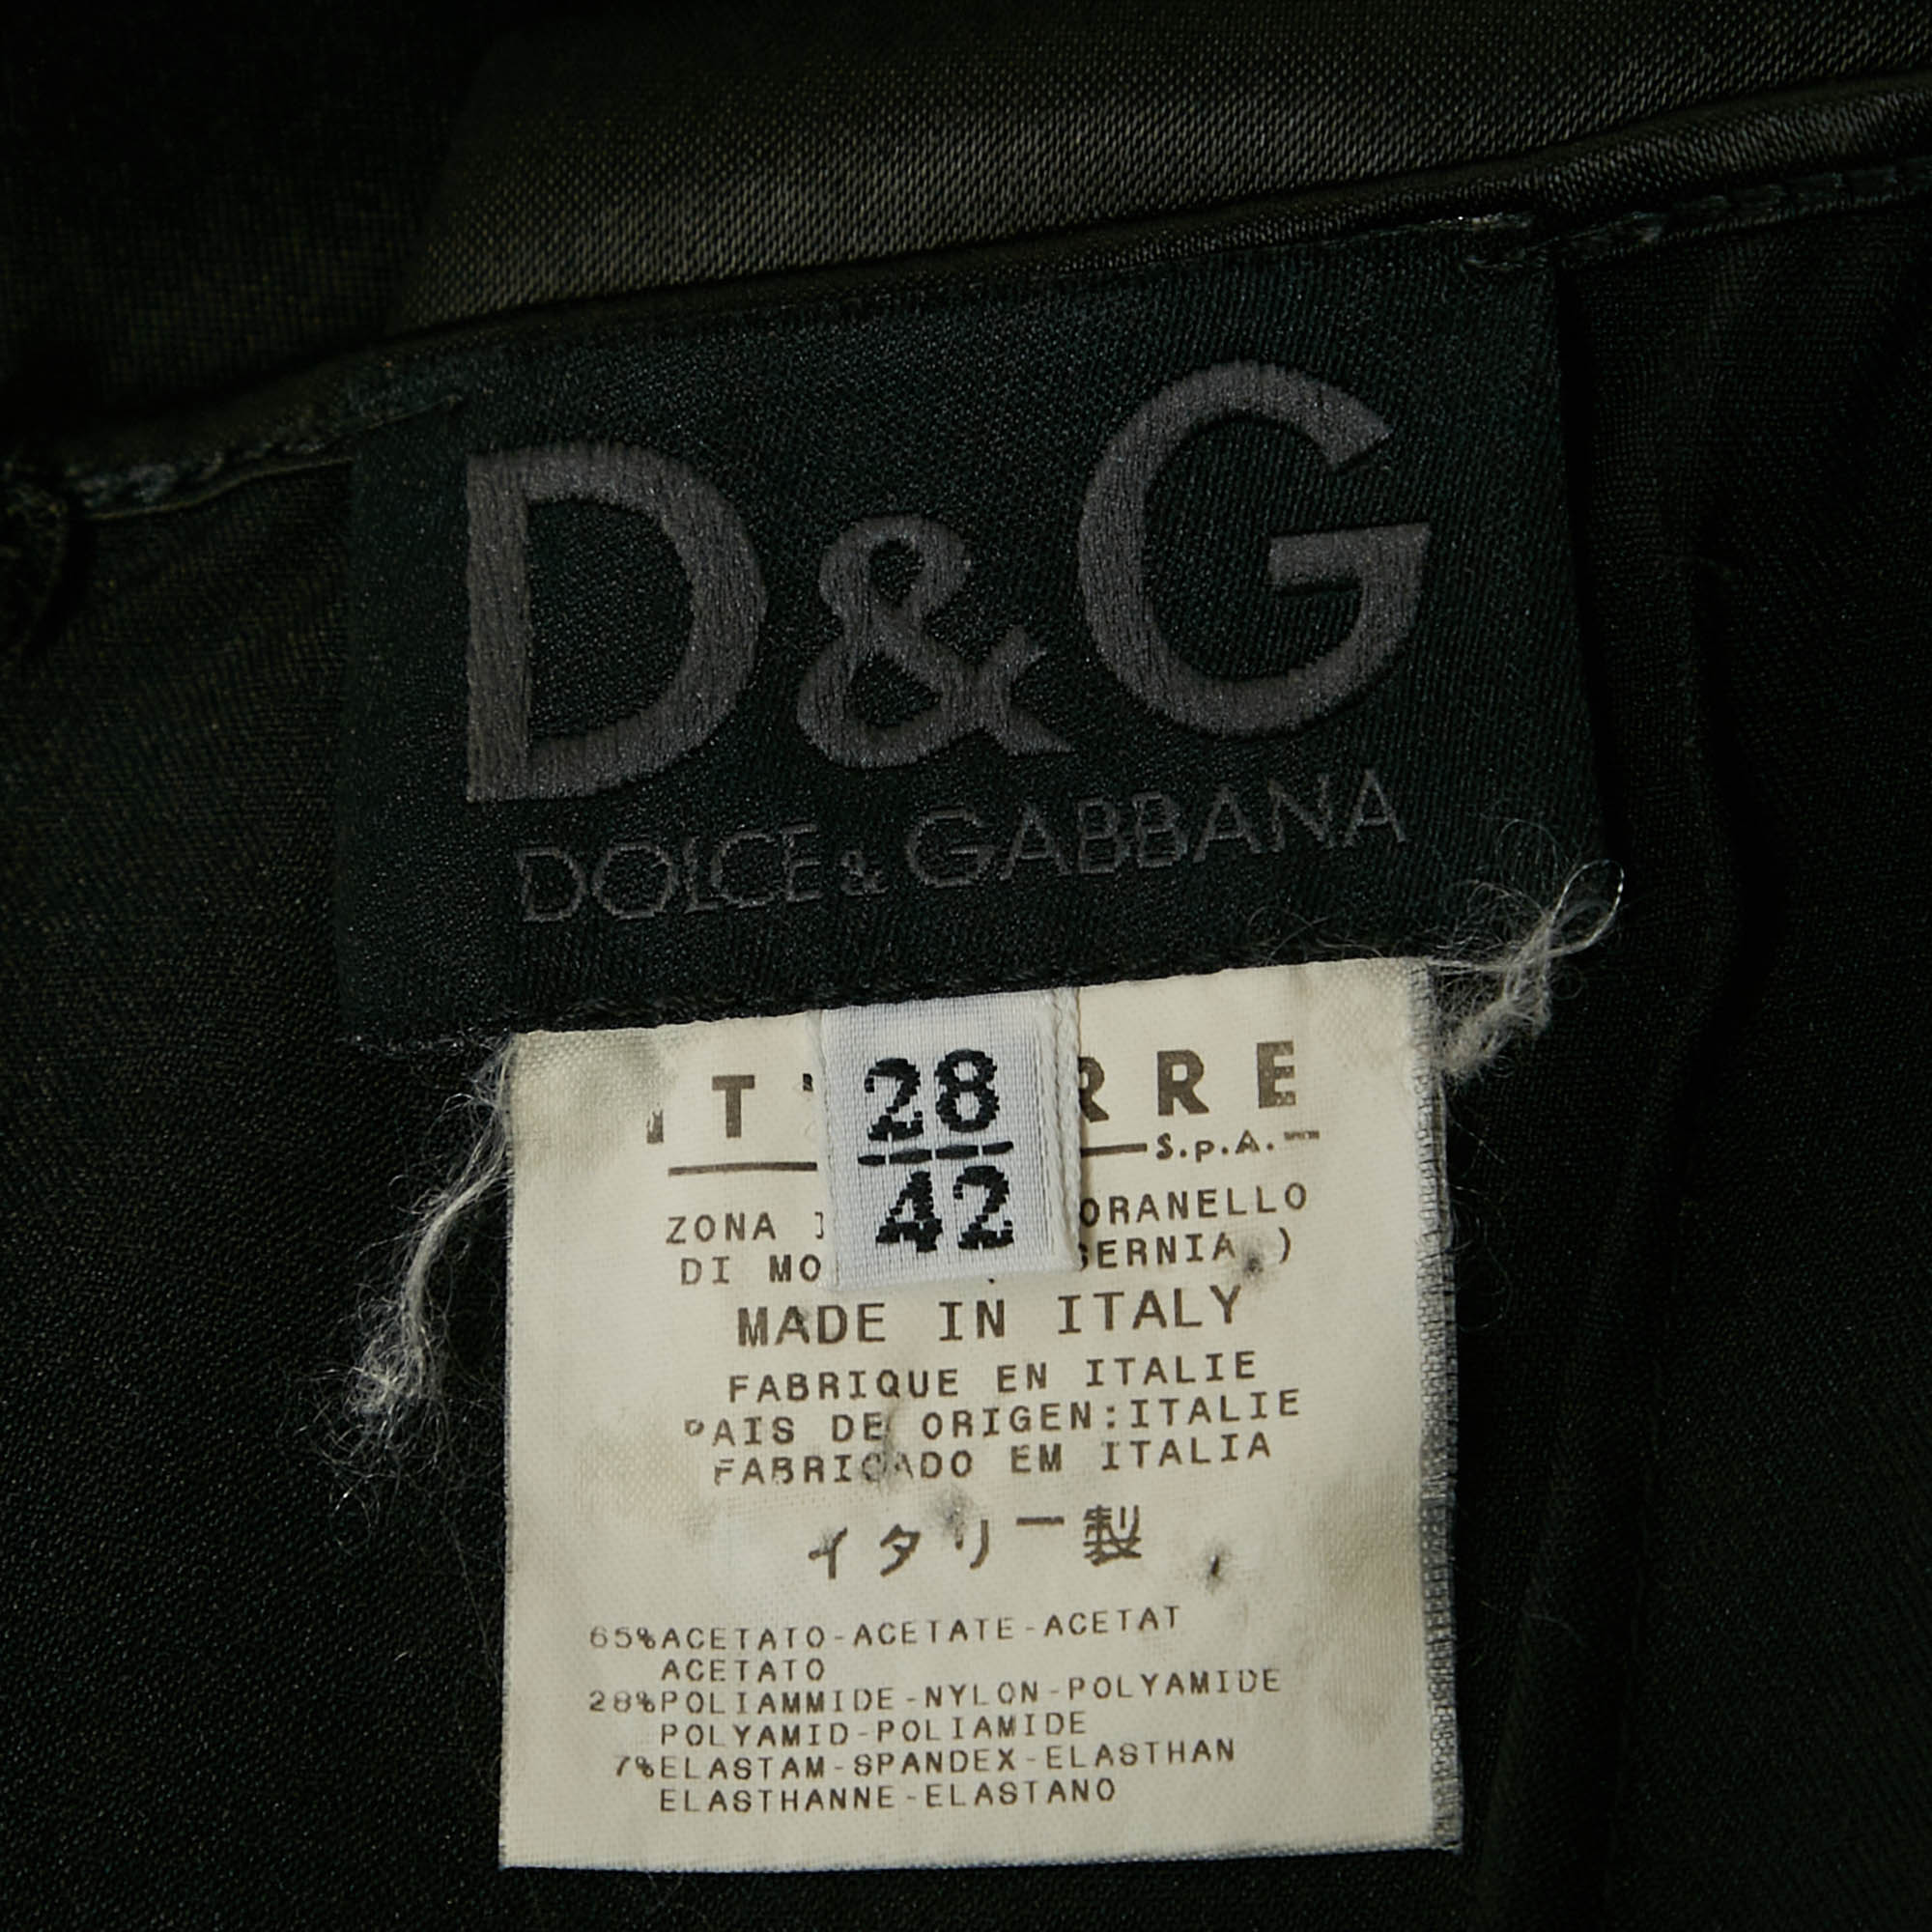 D&G
DOLCE & GABBANA
28
42
RRE
S.p.A.
ZONA
DI
MADE IN ITALY
FABRIQUE EN ITALIE
PAIS DE ORIGEN:ITALIE
FABRICADO EM ITALIA
イタリー製
65%ACETATO-ACETATE-ACETAT
ACETATO
28%POLIAMMIDE-NYLON-POLYAMIDE
POLYAMID-POLIAMIDE
7%ELASTAM-SPANDEX-ELASTHAN
ELASTHANNE-ELASTANO